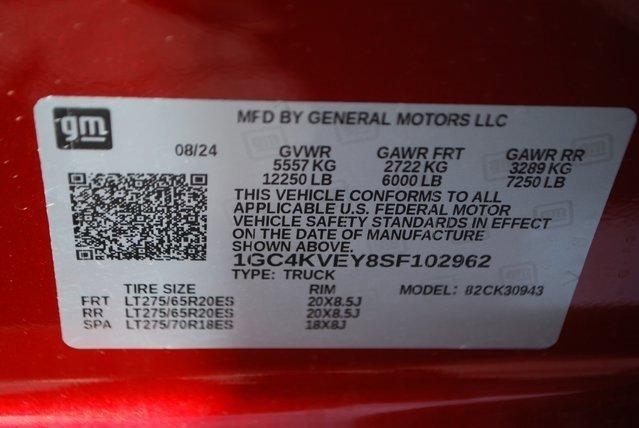 gm
MFD BY GENERAL MOTORS LLC
08/24 GVWR GAWR FRT GAWR RR
5557 KG 2722 KG 3289 KG
12250 LB 6000 LB 7250 LB
THIS VEHICLE CONFORMS TO ALL
APPLICABLE U.S. FEDERAL MOTOR
VEHICLE SAFETY STANDARDS IN EFFECT
ON THE DATE OF MANUFACTURE
SHOWN ABOVE.
1GC4KVEY8SF102962
TYPE: TRUCK
TIRE SIZE RIM MODEL: 82CK30943
FRT LT275/65R20ES 20X8.5J
RR LT275/65R20ES 20X8.5J
SPA LT275/70R18ES 18X8J